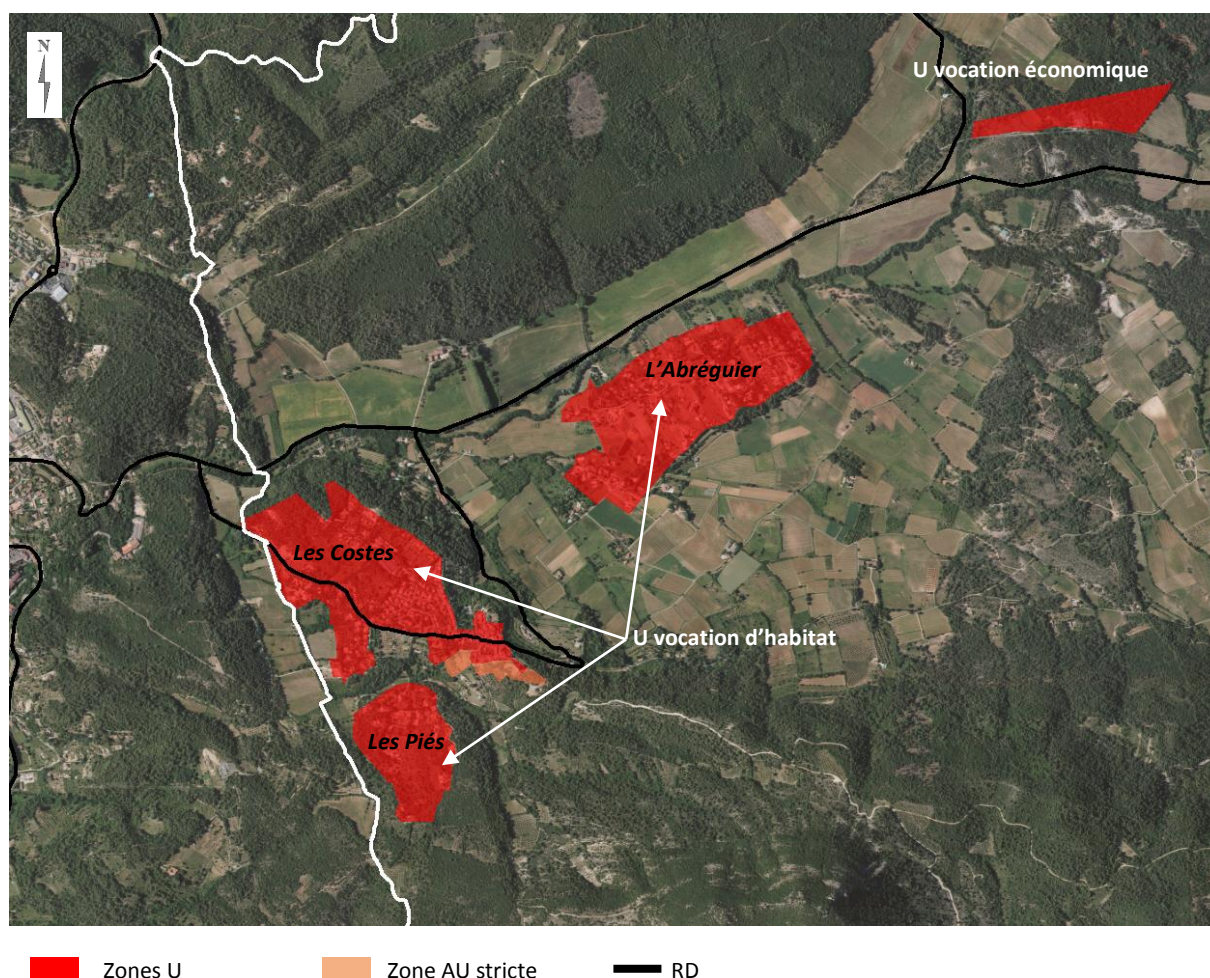 N
U vocation économique
L'Abréguier
Les Costes
U vocation d'habitat
Les Piés
Zones U
Zone AU stricte
RD